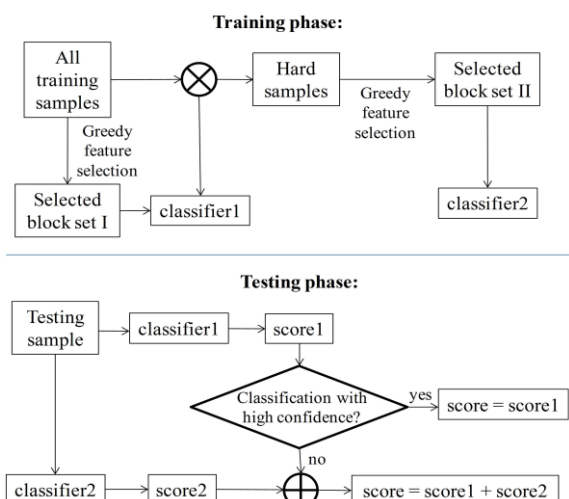 Training phase:
All
training
samples
Hard
samples
Selected
block set II
Greedy
feature
selection
Greedy
feature
selection
Selected
block set I
classifier1
classifier2
Testing phase:
Testing
sample
classifier1
score1
Classification with
high confidence?
yes
score = score1
no
classifier2
score2
score = score1 + score2